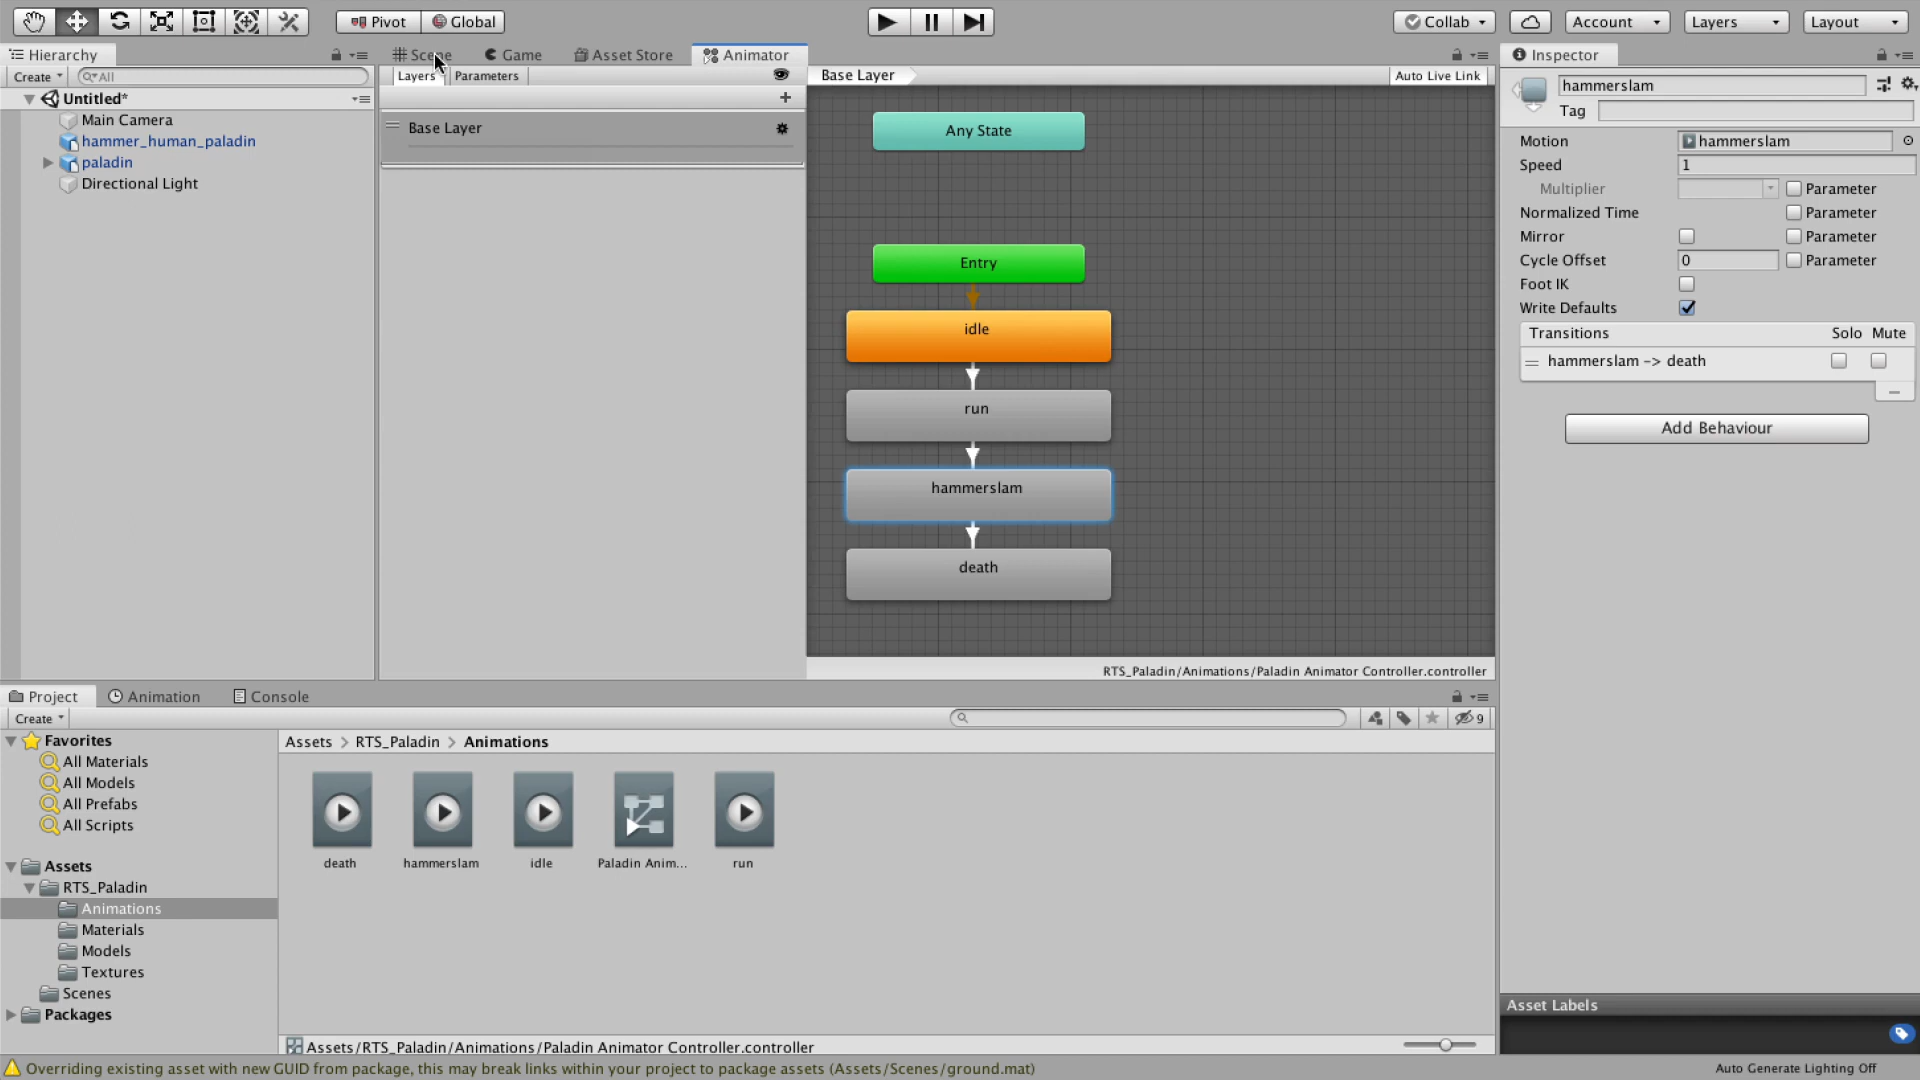 Pivot Global Collab Account Layers Layout
Hierarchy Scene Game Asset Store Animator Inspector
Create All Layers Parameters Base Layer Auto Live Link
Untitled*
Main Camera
hammer_human_paladin
paladin
Directional Light
Base Layer
Any State
Entry
idle
run
hammerslam
death
RTS_Paladin/Animations/Paladin Animator Controller.controller
hammerslam
Tag
Motion hammerslam
Speed 1
Multiplier Parameter
Normalized Time Parameter
Mirror Parameter
Cycle Offset 0 Parameter
Foot IK
Write Defaults
Transitions Solo Mute
hammerslam -> death
Add Behaviour
Project Animation Console
Create 9
Favorites
All Materials
All Models
All Prefabs
All Scripts
Assets
RTS_Paladin
Animations
Materials
Models
Textures
Scenes
Packages
Assets > RTS_Paladin > Animations
death hammerslam idle Paladin Anim... run
Assets/RTS_Paladin/Animations/Paladin Animator Controller.controller
Asset Labels
Overriding existing asset with new GUID from package, this may break links within your project to package assets (Assets/Scenes/ground.mat)
Auto Generate Lighting Off